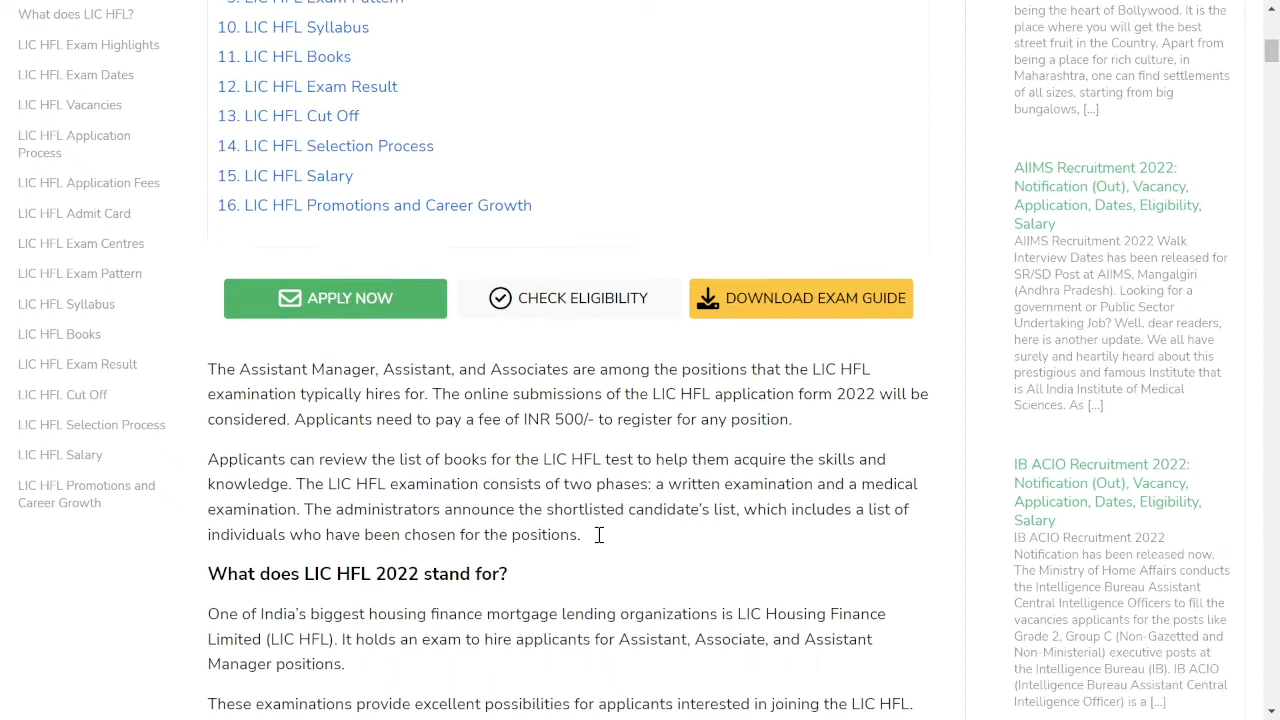 What does LIC HFL?
LIC HFL Exam Highlights
LIC HFL Exam Dates
LIC HFL Vacancies
LIC HFL Application
Process
LIC HFL Application Fees
LIC HFL Admit Card
LIC HFL Exam Centres
LIC HFL Exam Pattern
LIC HFL Syllabus
LIC HFL Books
LIC HFL Exam Result
LIC HFL Cut Off
LIC HFL Selection Process
LIC HFL Salary
LIC HFL Promotions and
Career Growth
9. LIC HFL Exam Pattern
10. LIC HFL Syllabus
11. LIC HFL Books
12. LIC HFL Exam Result
13. LIC HFL Cut Off
14. LIC HFL Selection Process
15. LIC HFL Salary
16. LIC HFL Promotions and Career Growth
APPLY NOW
CHECK ELIGIBILITY
DOWNLOAD EXAM GUIDE
The Assistant Manager, Assistant, and Associates are among the positions that the LIC HFL
examination typically hires for. The online submissions of the LIC HFL application form 2022 will be
considered. Applicants need to pay a fee of INR 500/- to register for any position.
Applicants can review the list of books for the LIC HFL test to help them acquire the skills and
knowledge. The LIC HFL examination consists of two phases: a written examination and a medical
examination. The administrators announce the shortlisted candidate's list, which includes a list of
individuals who have been chosen for the positions.
What does LIC HFL 2022 stand for?
One of India's biggest housing finance mortgage lending organizations is LIC Housing Finance
Limited (LIC HFL). It holds an exam to hire applicants for Assistant, Associate, and Assistant
Manager positions.
These examinations provide excellent possibilities for applicants interested in joining the LIC HFL.
being the heart of Bollywood. It is the
place where you will get the best
street fruit in the Country. Apart from
being a place for rich culture, in
Maharashtra, one can find settlements
of all sizes, starting from big
bungalows, [...]
AIIMS Recruitment 2022:
Notification (Out), Vacancy,
Application, Dates, Eligibility,
Salary
AIIMS Recruitment 2022 Walk
Interview Dates has been released for
SR/SD Post at AIIMS, Mangalgiri
(Andhra Pradesh). Looking for a
government or Public Sector
Undertaking Job? Well, dear readers,
here is another update. We all have
surely and heartily heard about this
prestigious and famous Institute that
is All India Institute of Medical
Sciences. As [...]
IB ACIO Recruitment 2022:
Notification (Out), Vacancy,
Application, Dates, Eligibility,
Salary
IB ACIO Recruitment 2022
Notification has been released now.
The Ministry of Home Affairs conducts
the Intelligence Bureau Assistant
Central Intelligence Officers to fill the
vacancies applicants for the posts like
Grade 2, Group C (Non-Gazetted and
Non-Ministerial) executive posts at
the Intelligence Bureau (IB). IB ACIO
(Intelligence Bureau Assistant Central
Intelligence Officer) is a [...]